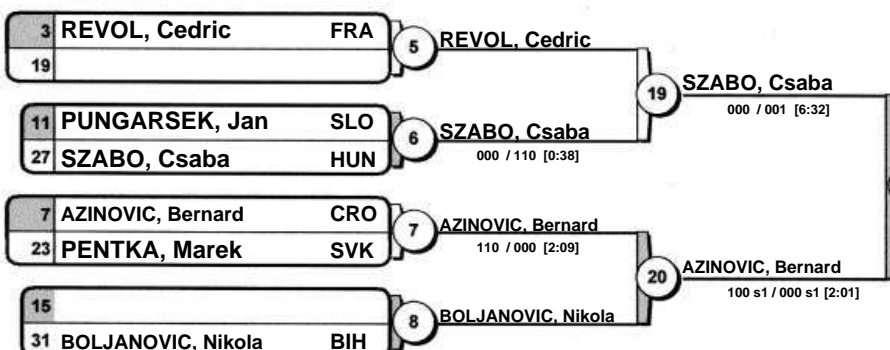 3 REVOL, Cedric FRA
19
5
REVOL, Cedric
11 PUNGARSEK, Jan SLO
27 SZABO, Csaba HUN
6
SZABO, Csaba
000 / 110 [0:38]
19
SZABO, Csaba
000 / 001 [6:32]
7 AZINOVIC, Bernard CRO
23 PENTKA, Marek SVK
7
AZINOVIC, Bernard
110 / 000 [2:09]
15
31 BOLJANOVIC, Nikola BIH
8
BOLJANOVIC, Nikola
20
AZINOVIC, Bernard
100 s1 / 000 s1 [2:01]